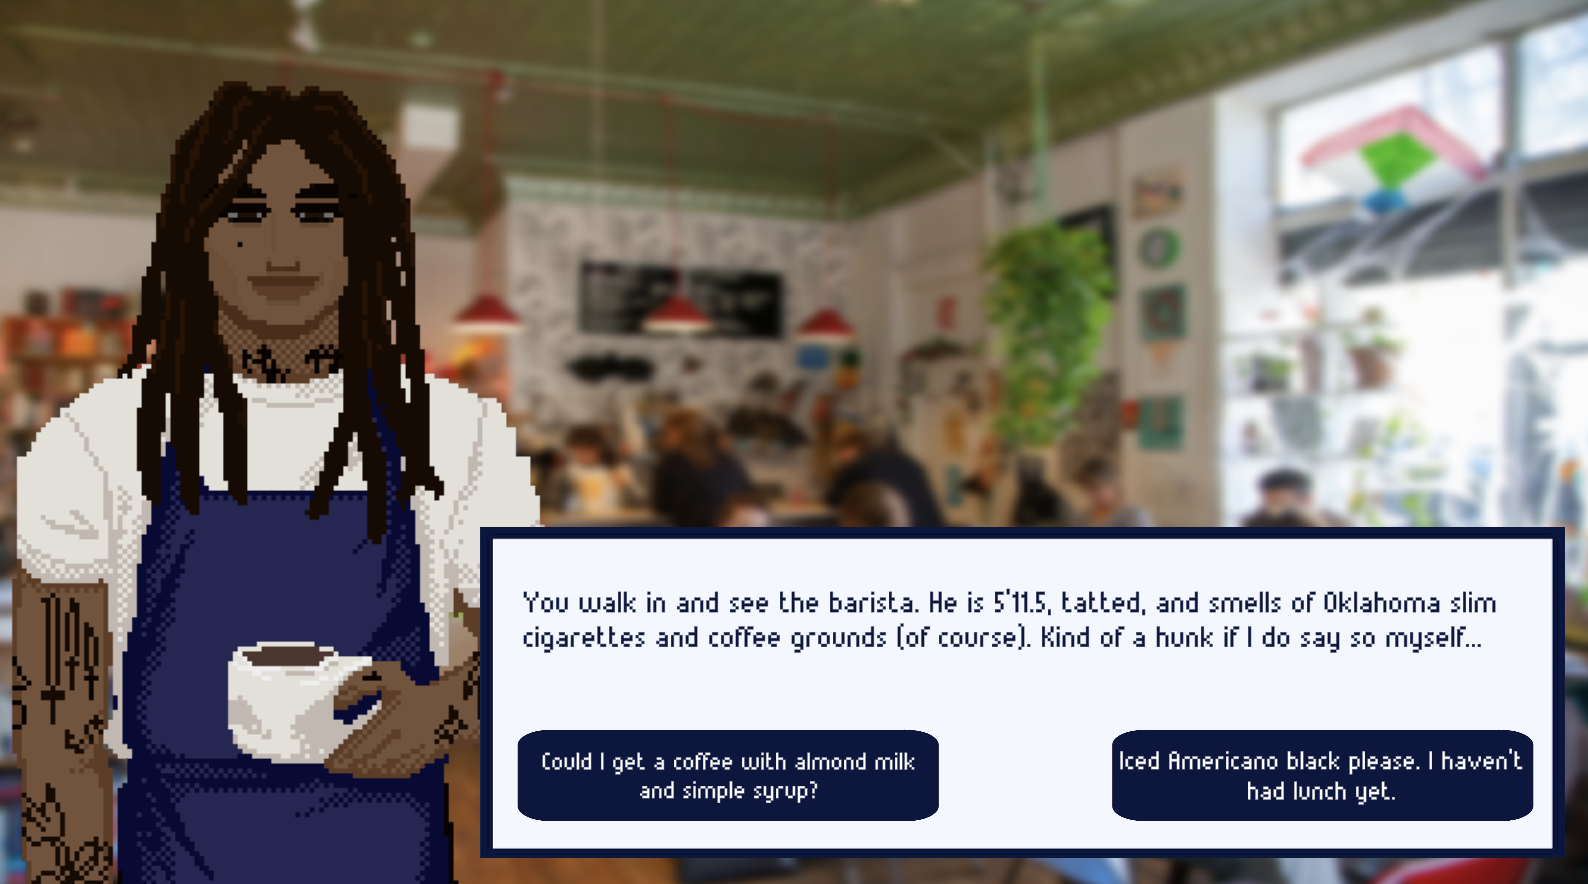 You walk in and see the barista. He is 5'11.5, tatted, and smells of Oklahoma slim
cigarettes and coffee grounds (of course). Kind of a hunk if I do say so myself...
Could I get a coffee with almond milk
and simple syrup?
Iced Americano black please. I haven't
had lunch yet.